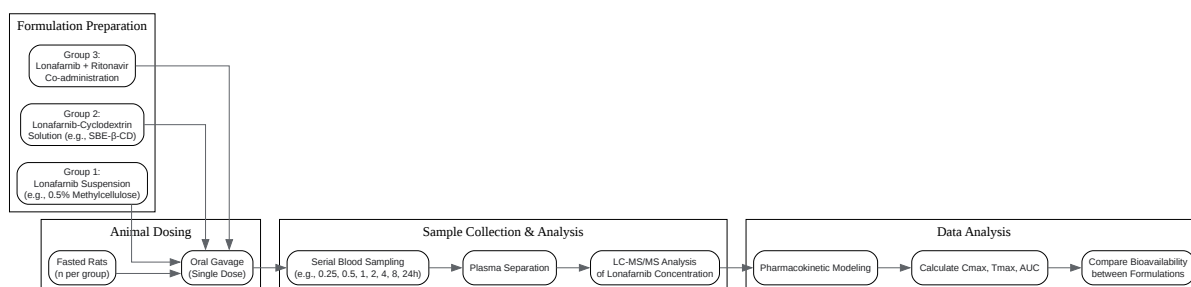 Formulation Preparation
Group 3:
Lonafarnib + Ritonavir
Co-administration
Group 2:
Lonafarnib-Cyclodextrin
Solution (e.g., SBE-β-CD)
Group 1:
Lonafarnib Suspension
(e.g., 0.5% Methylcellulose)
Animal Dosing
Fasted Rats
(n per group)
Oral Gavage
(Single Dose)
Sample Collection & Analysis
Serial Blood Sampling
(e.g., 0.25, 0.5, 1, 2, 4, 8, 24h)
Plasma Separation
LC-MS/MS Analysis
of Lonafarnib Concentration
Data Analysis
Pharmacokinetic Modeling
Calculate Cmax, Tmax, AUC
Compare Bioavailability
between Formulations